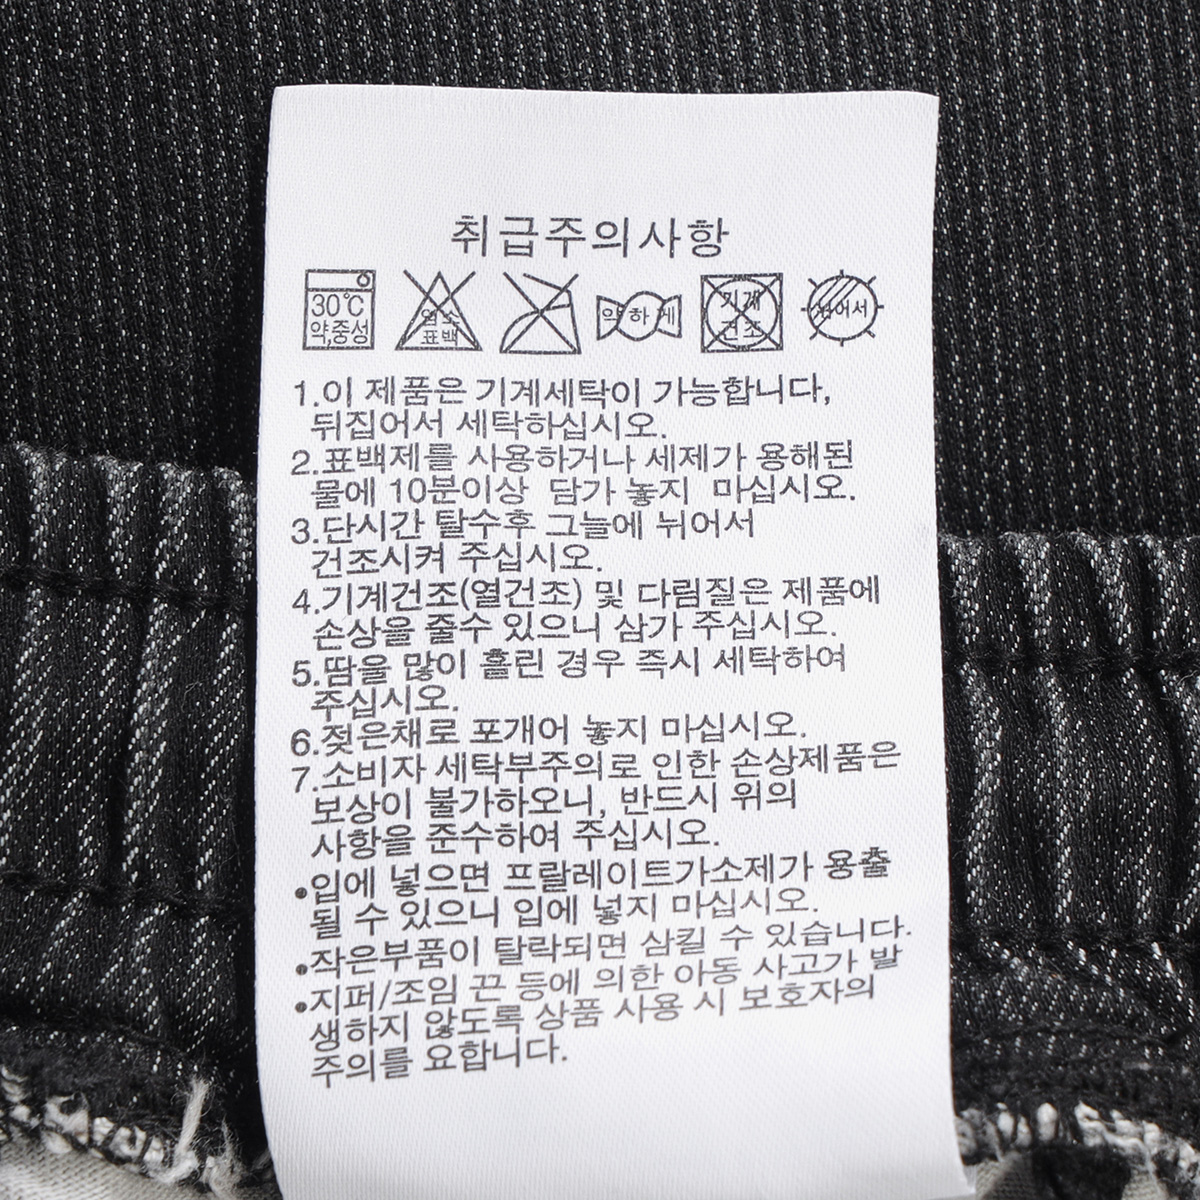 취급주의사항
30℃
약,중성
염소
표백
약하게
기계
건조
뉘어서
1.이 제품은 기계세탁이 가능합니다,
뒤집어서 세탁하십시오.
2.표백제를 사용하거나 세제가 용해된
물에 10분이상 담가 놓지 마십시오.
3.단시간 탈수후 그늘에 뉘어서
건조시켜 주십시오.
4.기계건조(열건조) 및 다림질은 제품에
손상을 줄수 있으니 삼가 주십시오.
5.땀을 많이 흘린 경우 즉시 세탁하여
주십시오.
6.젖은채로 포개어 놓지 마십시오.
7.소비자 세탁부주의로 인한 손상제품은
보상이 불가하오니, 반드시 위의
사항을 준수하여 주십시오.
•입에 넣으면 프탈레이트가소제가 용출
될 수 있으니 입에 넣지 마십시오.
•작은부품이 탈락되면 삼킬 수 있습니다.
•지퍼/조임 끈 등에 의한 아동 사고가 발
생하지 않도록 상품 사용 시 보호자의
주의를 요합니다.